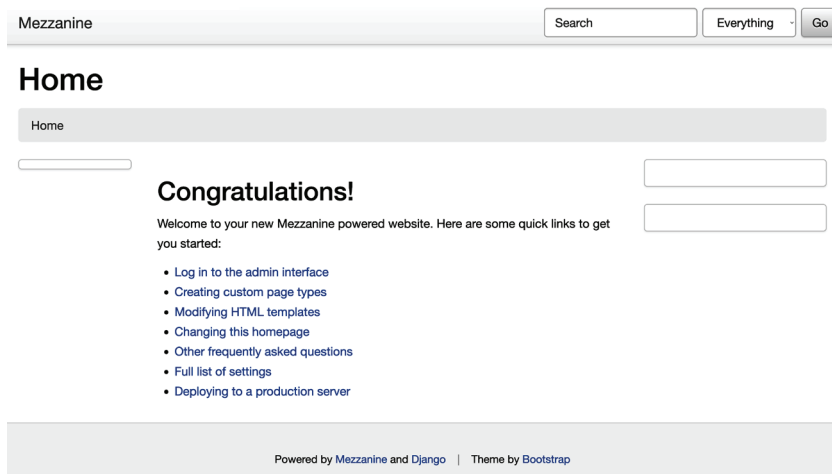 Mezzanine Search Everything Go
Home
Home
Congratulations!
Welcome to your new Mezzanine powered website. Here are some quick links to get
you started:
Log in to the admin interface
Creating custom page types
Modifying HTML templates
Changing this homepage
Other frequently asked questions
Full list of settings
Deploying to a production server
Powered by Mezzanine and Django | Theme by Bootstrap